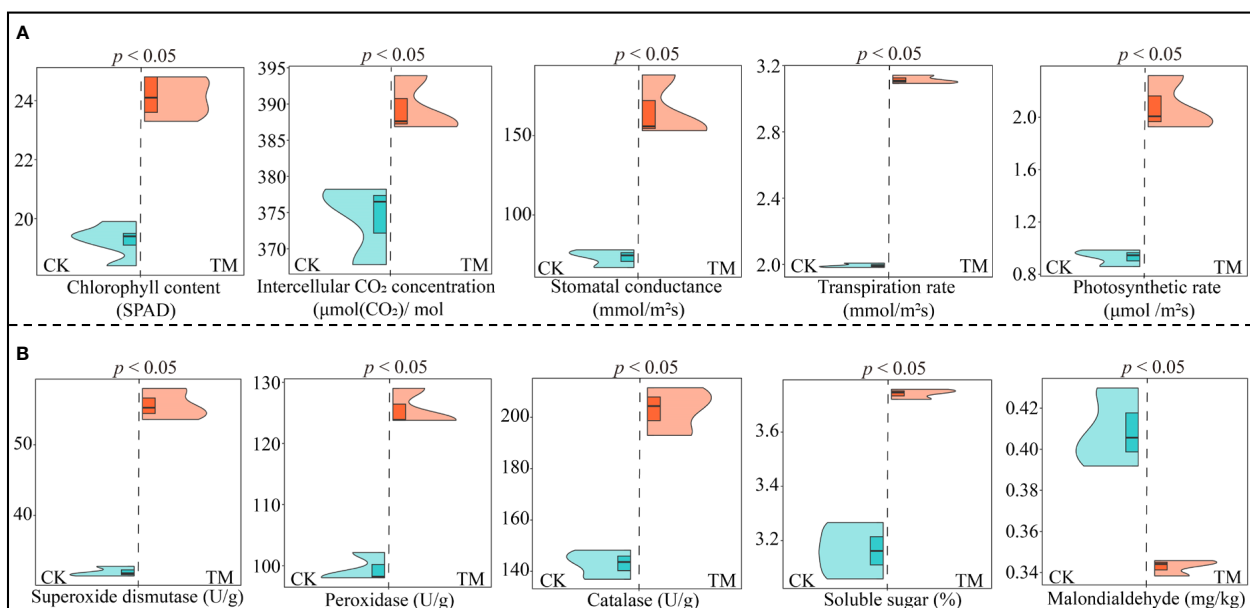 A
p < 0.05 p < 0.05 p < 0.05 p < 0.05 p < 0.05
24
22
20
CK TM
Chlorophyll content
(SPAD)
395
390
385
380
375
370
CK TM
Intercellular CO₂ concentration
(μmol(CO₂)/ mol
150
100
CK TM
Stomatal conductance
(mmol/m²s)
3.2
2.8
2.4
2.0
CK TM
Transpiration rate
(mmol/m²s)
2.0
1.6
1.2
0.8
CK TM
Photosynthetic rate
(μmol /m²s)
B
p < 0.05 p < 0.05 p < 0.05 p < 0.05 p < 0.05
50
40
CK TM
Superoxide dismutase (U/g)
130
120
110
100
CK TM
Peroxidase (U/g)
200
180
160
140
CK TM
Catalase (U/g)
3.6
3.4
3.2
CK TM
Soluble sugar (%)
0.42
0.40
0.38
0.36
0.34
CK TM
Malondialdehyde (mg/kg)